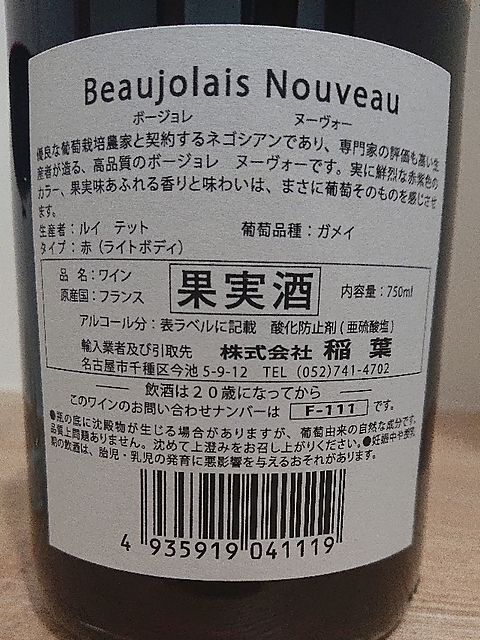 Beaujolais Nouveau
ボージョレ ヌーヴォー
優良な葡萄栽培農家と契約するネゴシアンであり、専門家の評価も高い生
産者が造る、高品質のボージョレ ヌーヴォーです。実に鮮烈な赤紫色の
カラー、果実味あふれる香りと味わいは、まさに葡萄そのものを感じさせ
ます。
生産者：ルイ テット 葡萄品種：ガメイ
タイプ：赤（ライトボディ）
品 名：ワイン
原産国：フランス
果実酒
内容量：750ml
アルコール分：表ラベルに記載 酸化防止剤(亜硫酸塩)
輸入業者及び引取先 株式会社 稲葉
名古屋市千種区今池5-9-12 TEL (052)741-4702
飲酒は20歳になってから
このワインのお問い合わせナンバーは F-111 です。
●瓶の底に沈殿物が生じる場合がありますが、葡萄由来の自然な成分です。
品質上問題ありません。沈めて上澄みをお召し上がりください。●妊娠中や授乳
期の飲酒は、胎児・乳児の発育に悪影響を与えるおそれがあります。
4 935919 041119